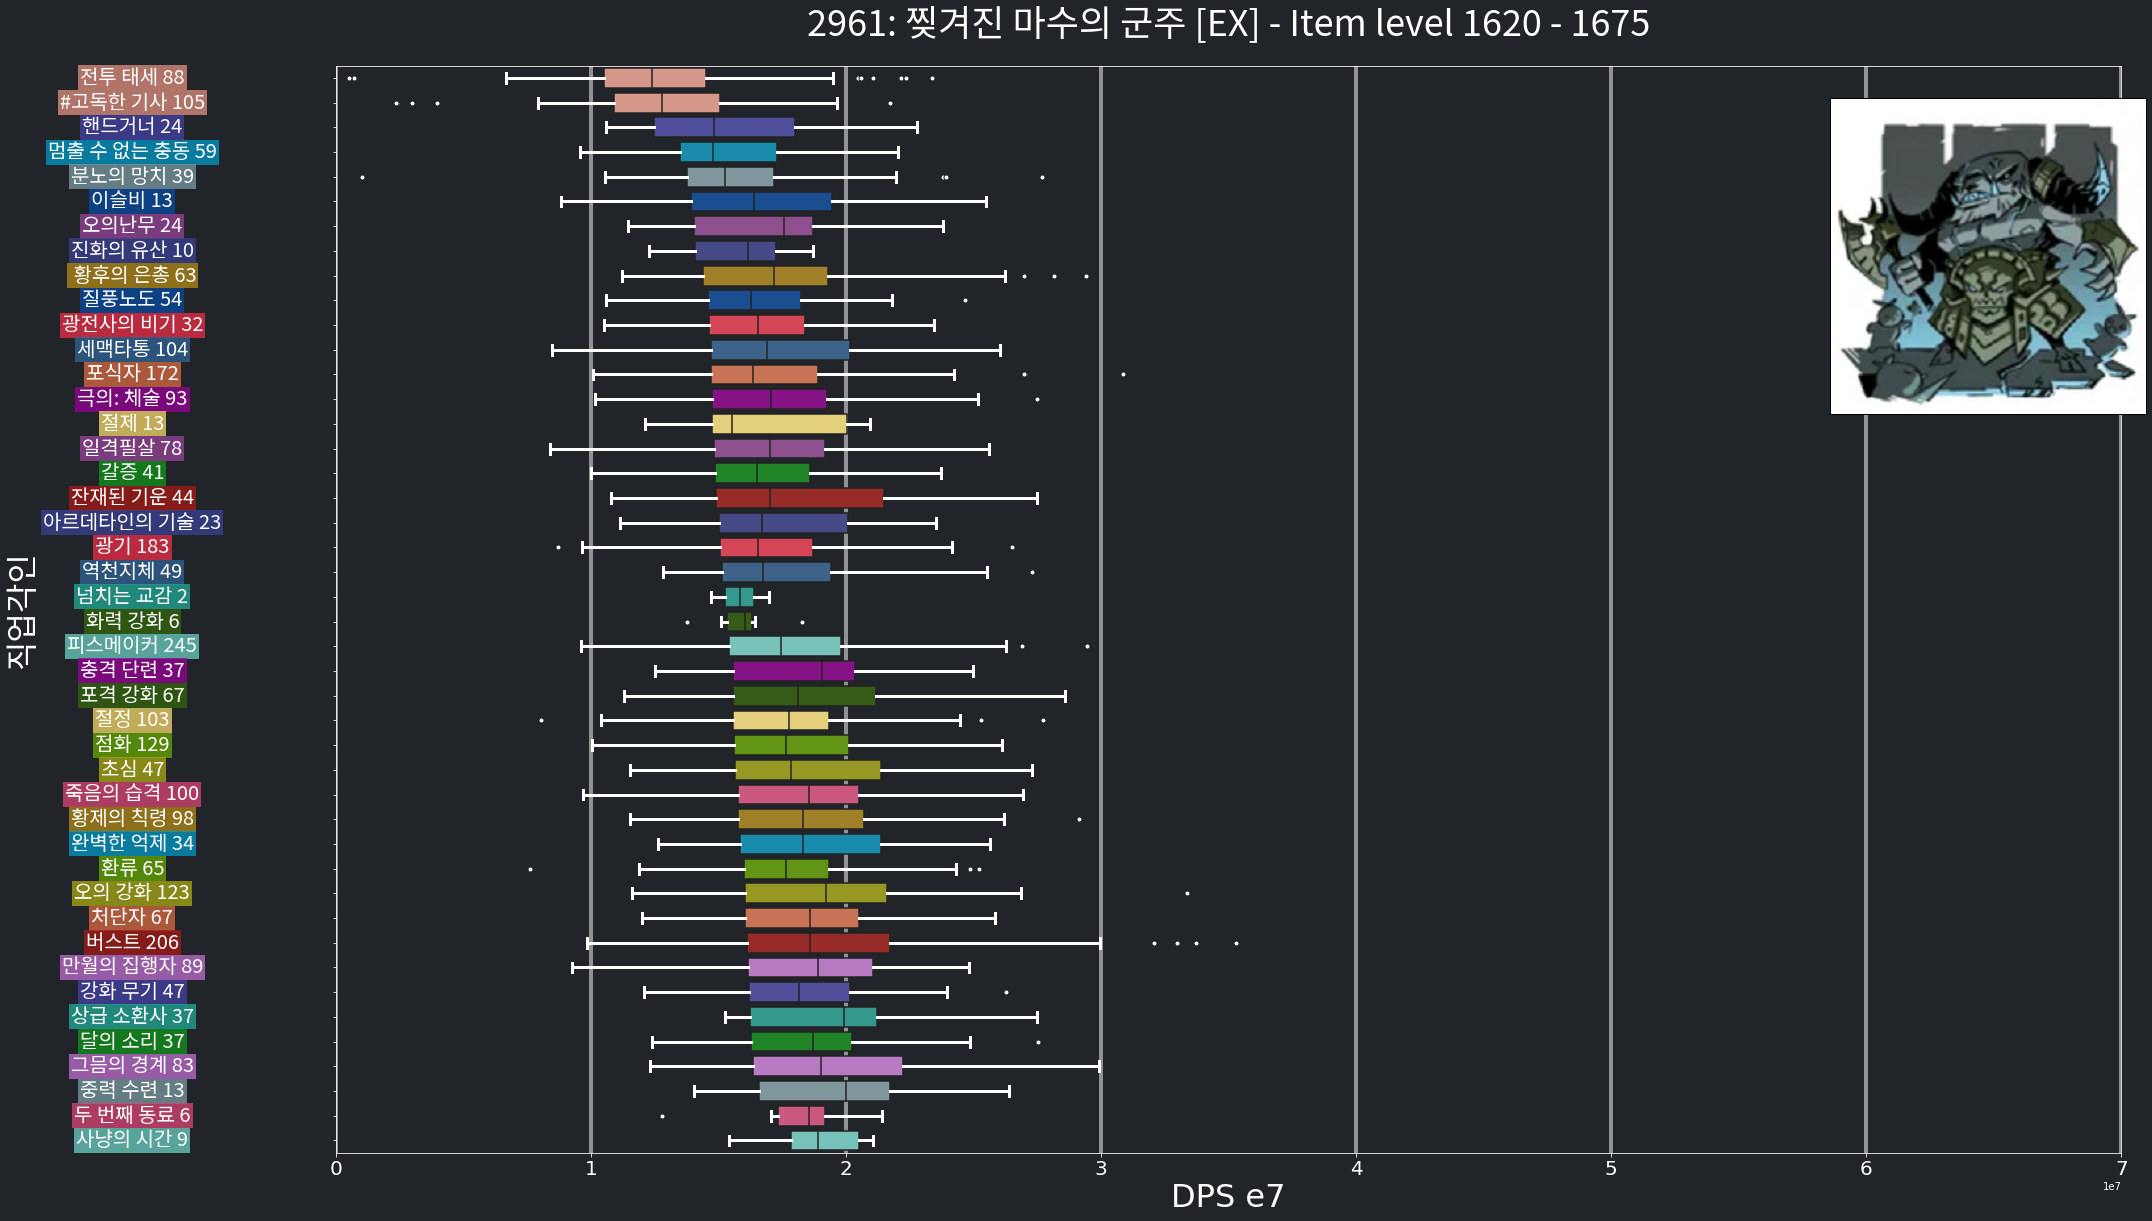 2961: 찢겨진 마수의 군주 [EX] - Item level 1620 - 1675
전투 태세 88
#고독한 기사 105
핸드거너 24
멈출 수 없는 충동 59
분노의 망치 39
이슬비 13
오의난무 24
진화의 유산 10
황후의 은총 63
질풍노도 54
광전사의 비기 32
세맥타통 104
포식자 172
극의: 체술 93
절제 13
일격필살 78
갈증 41
잔재된 기운 44
아르데타인의 기술 23
광기 183
역천지체 49
넘치는 교감 2
화력 강화 6
피스메이커 245
충격 단련 37
포격 강화 67
절정 103
점화 129
초심 47
죽음의 습격 100
황제의 칙령 98
완벽한 억제 34
환류 65
오의 강화 123
처단자 67
버스트 206
만월의 집행자 89
강화 무기 47
상급 소환사 37
달의 소리 37
그믐의 경계 83
중력 수련 13
두 번째 동료 6
사냥의 시간 9
직업각인
0 1 2 3 4 5 6 7
1e7
DPS e7